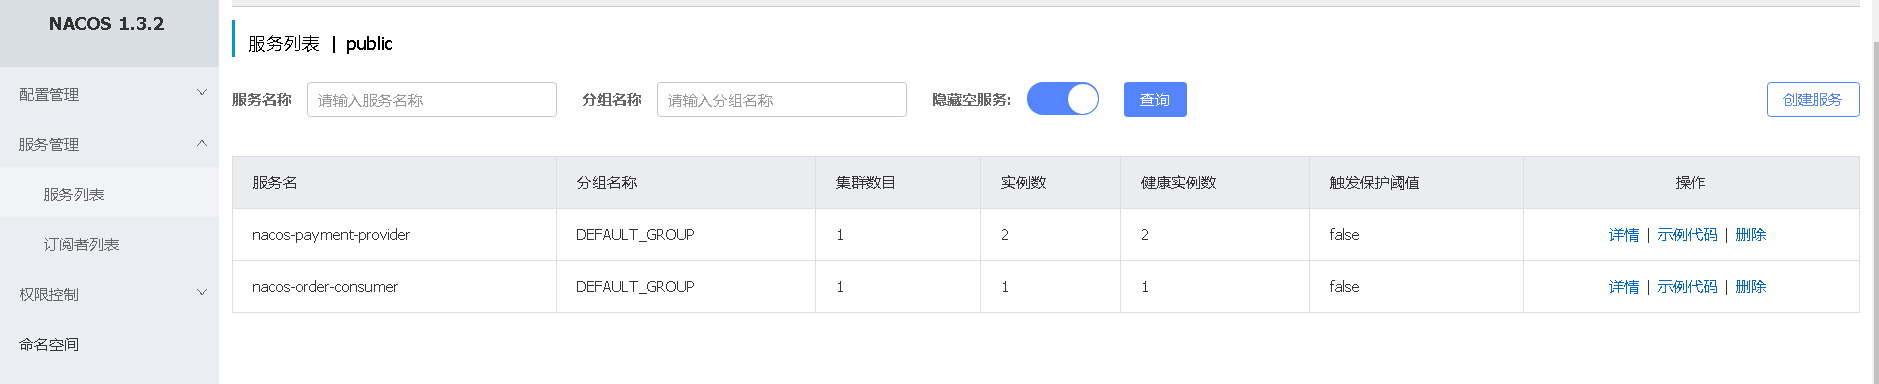 NACOS 1.3.2
配置管理
服务管理
服务列表
订阅者列表
权限控制
命名空间
服务列表 | public
服务名称 请输入服务名称 分组名称 请输入分组名称 隐藏空服务: 查询 创建服务
服务名 分组名称 集群数目 实例数 健康实例数 触发保护阈值 操作
nacos-payment-provider DEFAULT_GROUP 1 2 2 false 详情 | 示例代码 | 删除
nacos-order-consumer DEFAULT_GROUP 1 1 1 false 详情 | 示例代码 | 删除